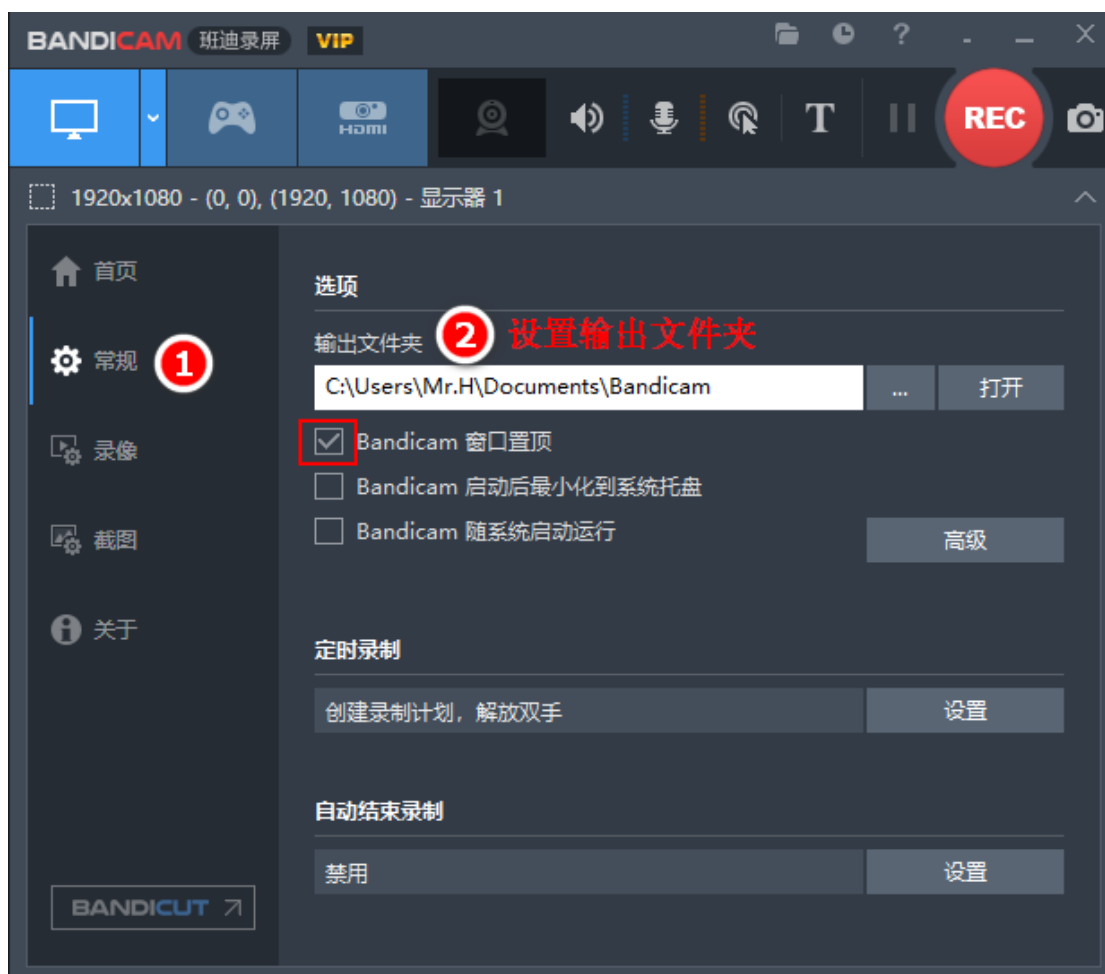 BANDICAM 班迪录屏 VIP
?
HDMI
T
REC
1920x1080 - (0, 0), (1920, 1080) - 显示器 1
首页
选项
输出文件夹 2 设置输出文件夹
常规 1
C:\Users\Mr.H\Documents\Bandicam ... 打开
录像
Bandicam 窗口置顶
Bandicam 启动后最小化到系统托盘
Bandicam 随系统启动运行
截图
高级
关于
定时录制
创建录制计划，解放双手 设置
自动结束录制
禁用 设置
BANDICUT